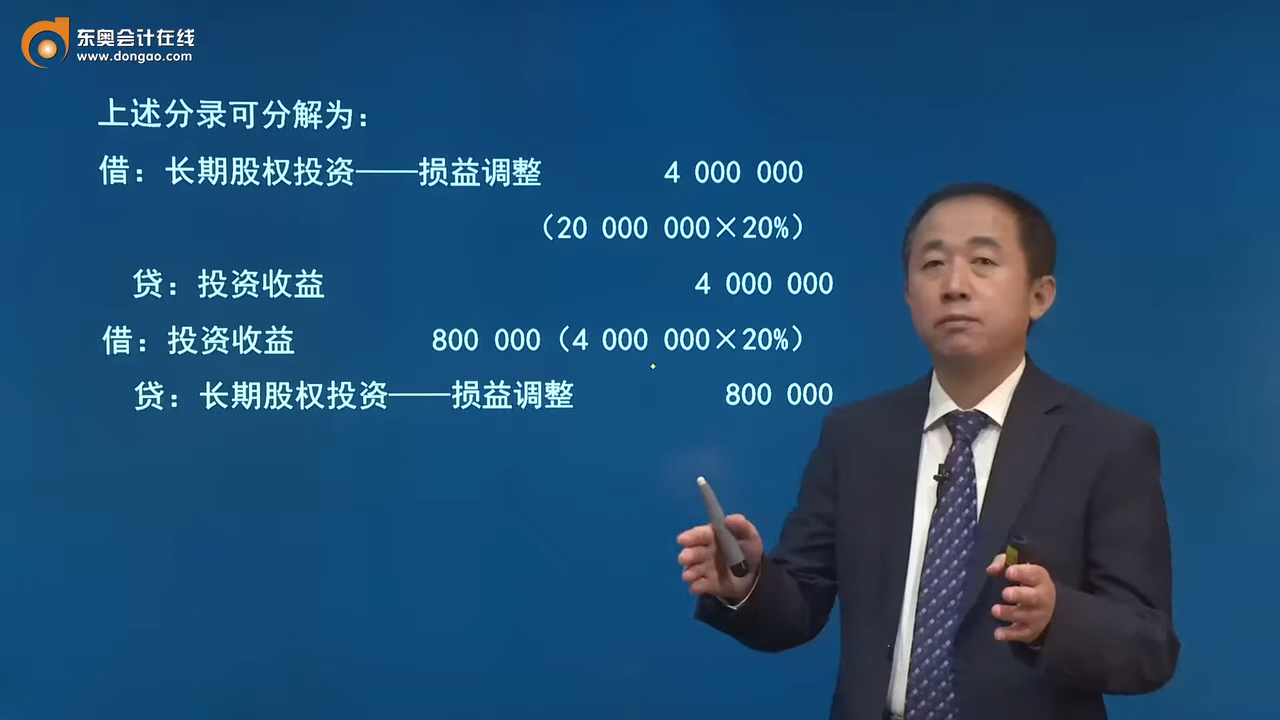 东奥会计在线
www.dongao.com
上述分录可分解为：
借：长期股权投资——损益调整 4 000 000
（20 000 000×20%）
贷：投资收益 4 000 000
借：投资收益 800 000（4 000 000×20%）
贷：长期股权投资——损益调整 800 000